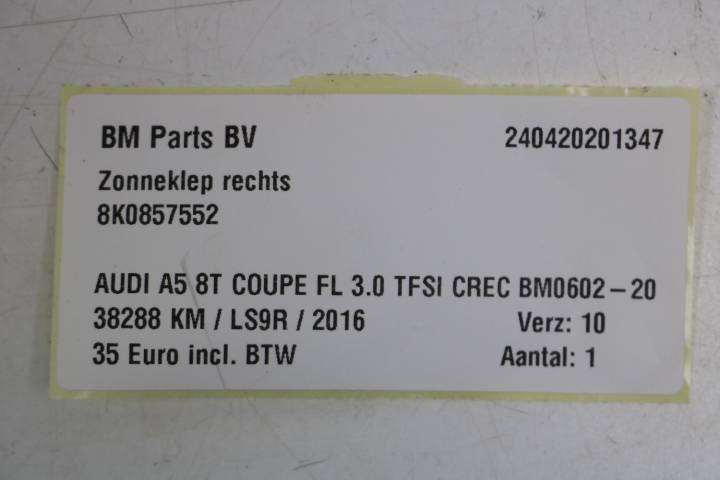 BM Parts BV 240420201347
Zonneklep rechts
8K0857552
AUDI A5 8T COUPE FL 3.0 TFSI CREC BM0602-20
38288 KM / LS9R / 2016 Verz: 10
35 Euro incl. BTW Aantal: 1